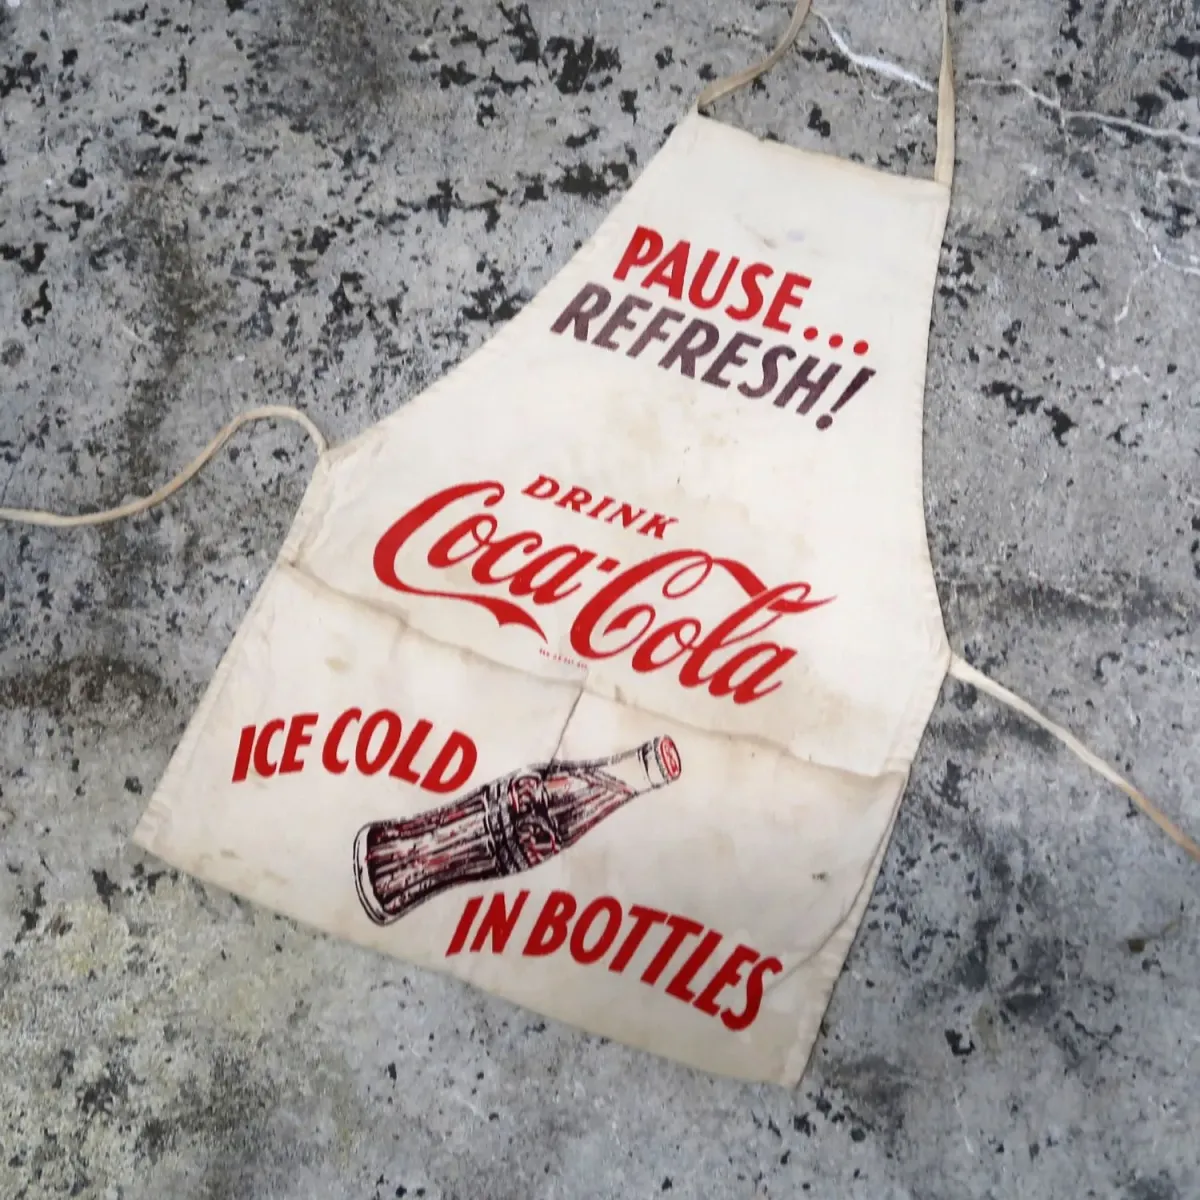 PAUSE...
REFRESH!
DRINK
Coca-Cola
ICE COLD
IN BOTTLES